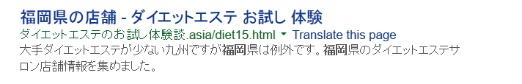 福岡県の店舗 - ダイエットエステ お試し 体験
ダイエットエステのお試し体験談.asia/diet15.html ▼ Translate this page
大手ダイエットエステが少ない九州ですが福岡県は例外です。福岡県のダイエットエステサ
ロン店舗情報を集めました。